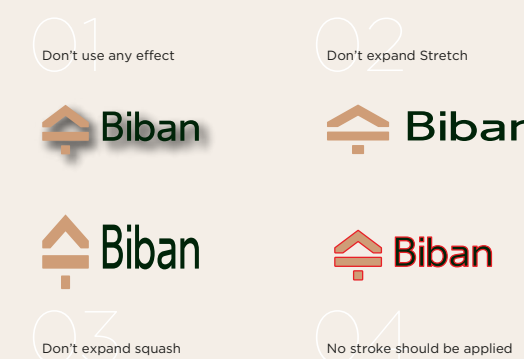 01
Don't use any effect
02
Don't expand Stretch
Biban
Biban
Biban
Biban
03
Don't expand squash
04
No stroke should be applied